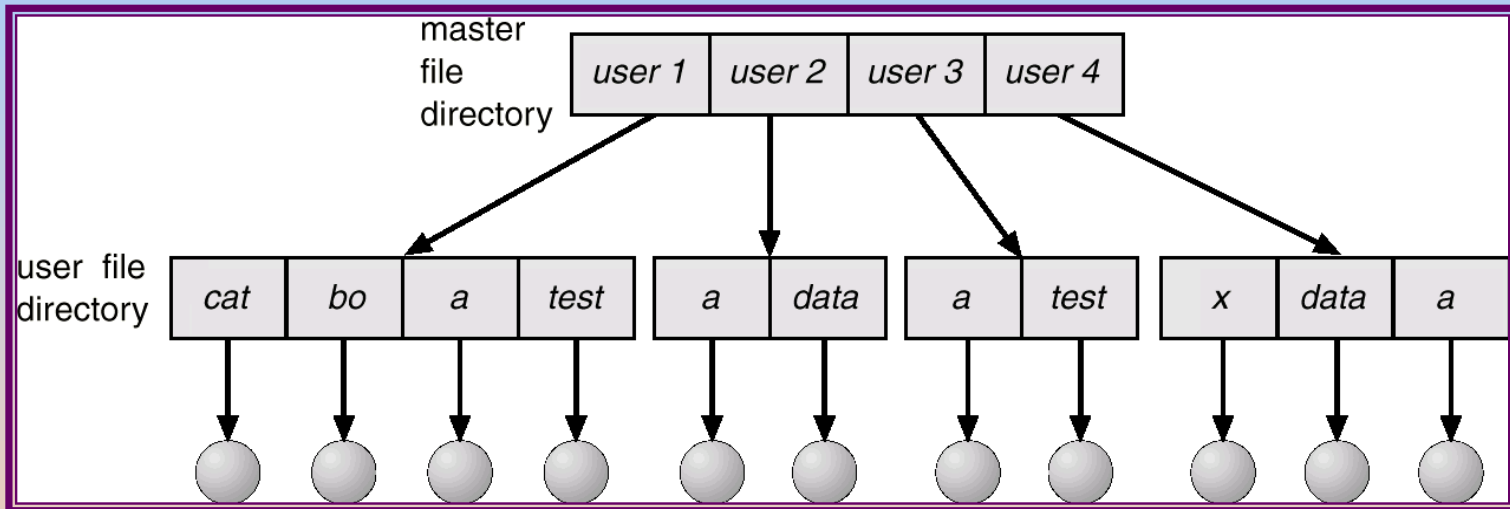 master
file
directory
user 1 user 2 user 3 user 4
user file
directory
cat bo a test a data a test x data a